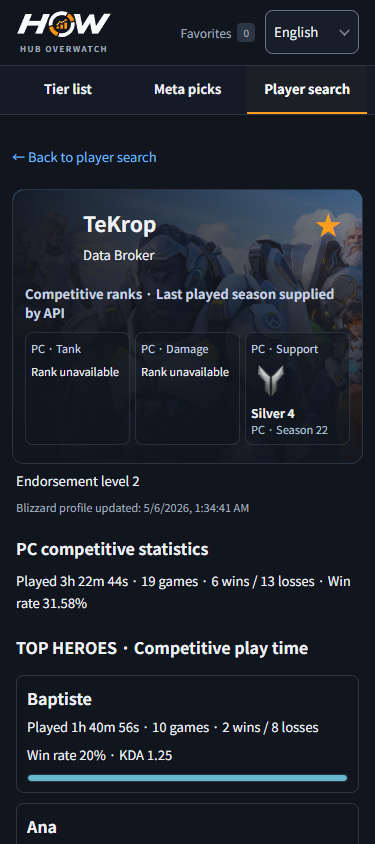 HOW
HUB OVERWATCH
Favorites 0
English
Tier list
Meta picks
Player search
← Back to player search
TeKrop
Data Broker
Competitive ranks · Last played season supplied
by API
PC · Tank
Rank unavailable
PC · Damage
Rank unavailable
PC · Support
Silver 4
PC · Season 22
Endorsement level 2
Blizzard profile updated: 5/6/2026, 1:34:41 AM
PC competitive statistics
Played 3h 22m 44s · 19 games · 6 wins / 13 losses · Win
rate 31.58%
TOP HEROES · Competitive play time
Baptiste
Played 1h 40m 56s · 10 games · 2 wins / 8 losses
Win rate 20% · KDA 1.25
Ana